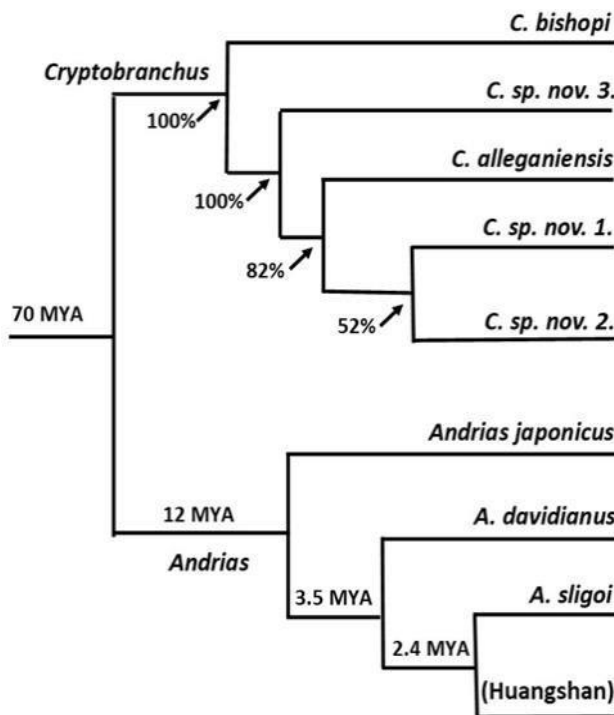 C. bishopi
Cryptobranchus
C. sp. nov. 3.
100%
C. alleganiensis
100%
C. sp. nov. 1.
82%
70 MYA
52%
C. sp. nov. 2.
Andrias japonicus
12 MYA
A. davidianus
Andrias
3.5 MYA
A. sligoi
2.4 MYA
(Huangshan)